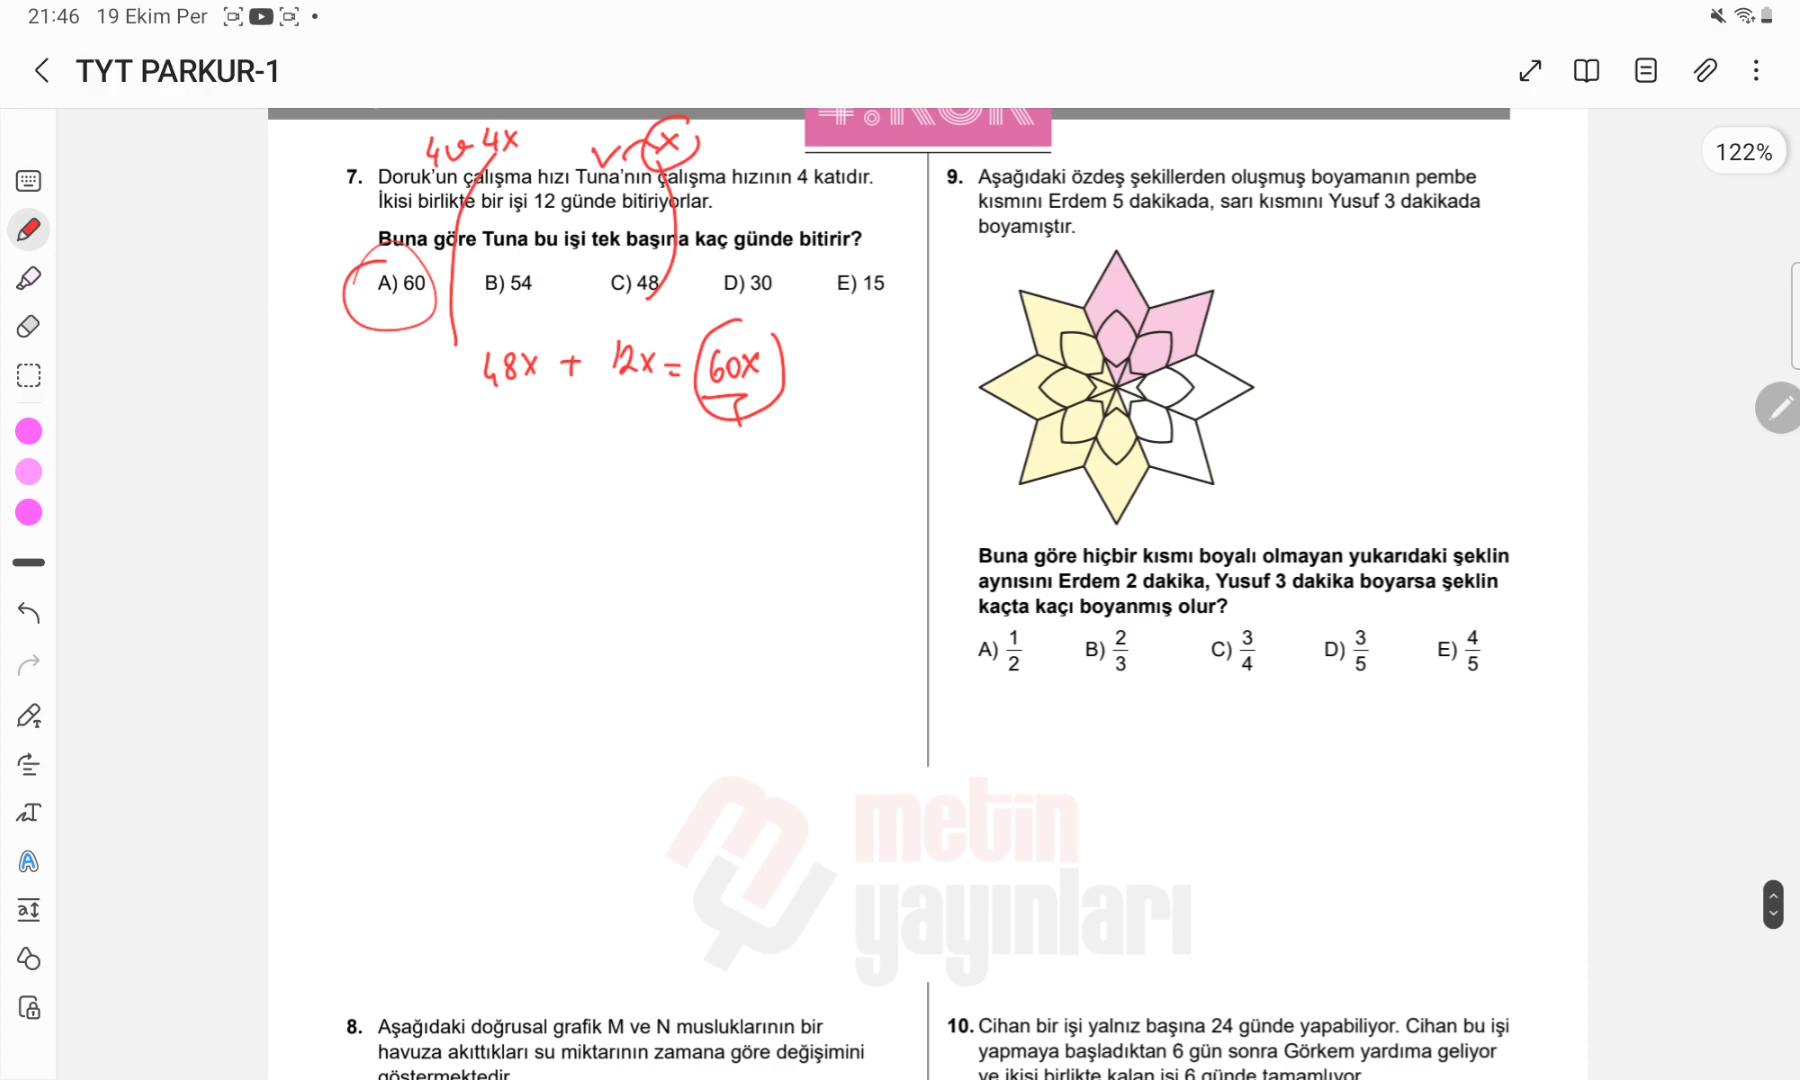 21:46 19 Ekim Per
TYT PARKUR-1
122%
4v 4x
v x
7. Doruk'un çalışma hızı Tuna'nın çalışma hızının 4 katıdır.
İkisi birlikte bir işi 12 günde bitiriyorlar.
Buna göre Tuna bu işi tek başına kaç günde bitirir?
A) 60 B) 54 C) 48 D) 30 E) 15
48x + 12x = 60x
9. Aşağıdaki özdeş şekillerden oluşmuş boyamanın pembe
kısmını Erdem 5 dakikada, sarı kısmını Yusuf 3 dakikada
boyamıştır.
Buna göre hiçbir kısmı boyalı olmayan yukarıdaki şeklin
aynısını Erdem 2 dakika, Yusuf 3 dakika boyarsa şeklin
kaçta kaçı boyanmış olur?
A) 1/2 B) 2/3 C) 3/4 D) 3/5 E) 4/5
metin
yayınları
8. Aşağıdaki doğrusal grafik M ve N musluklarının bir
havuza akıttıkları su miktarının zamana göre değişimini
göstermektedir.
10. Cihan bir işi yalnız başına 24 günde yapabiliyor. Cihan bu işi
yapmaya başladıktan 6 gün sonra Görkem yardıma geliyor
ve ikisi birlikte kalan işi 6 günde tamamlıyor.